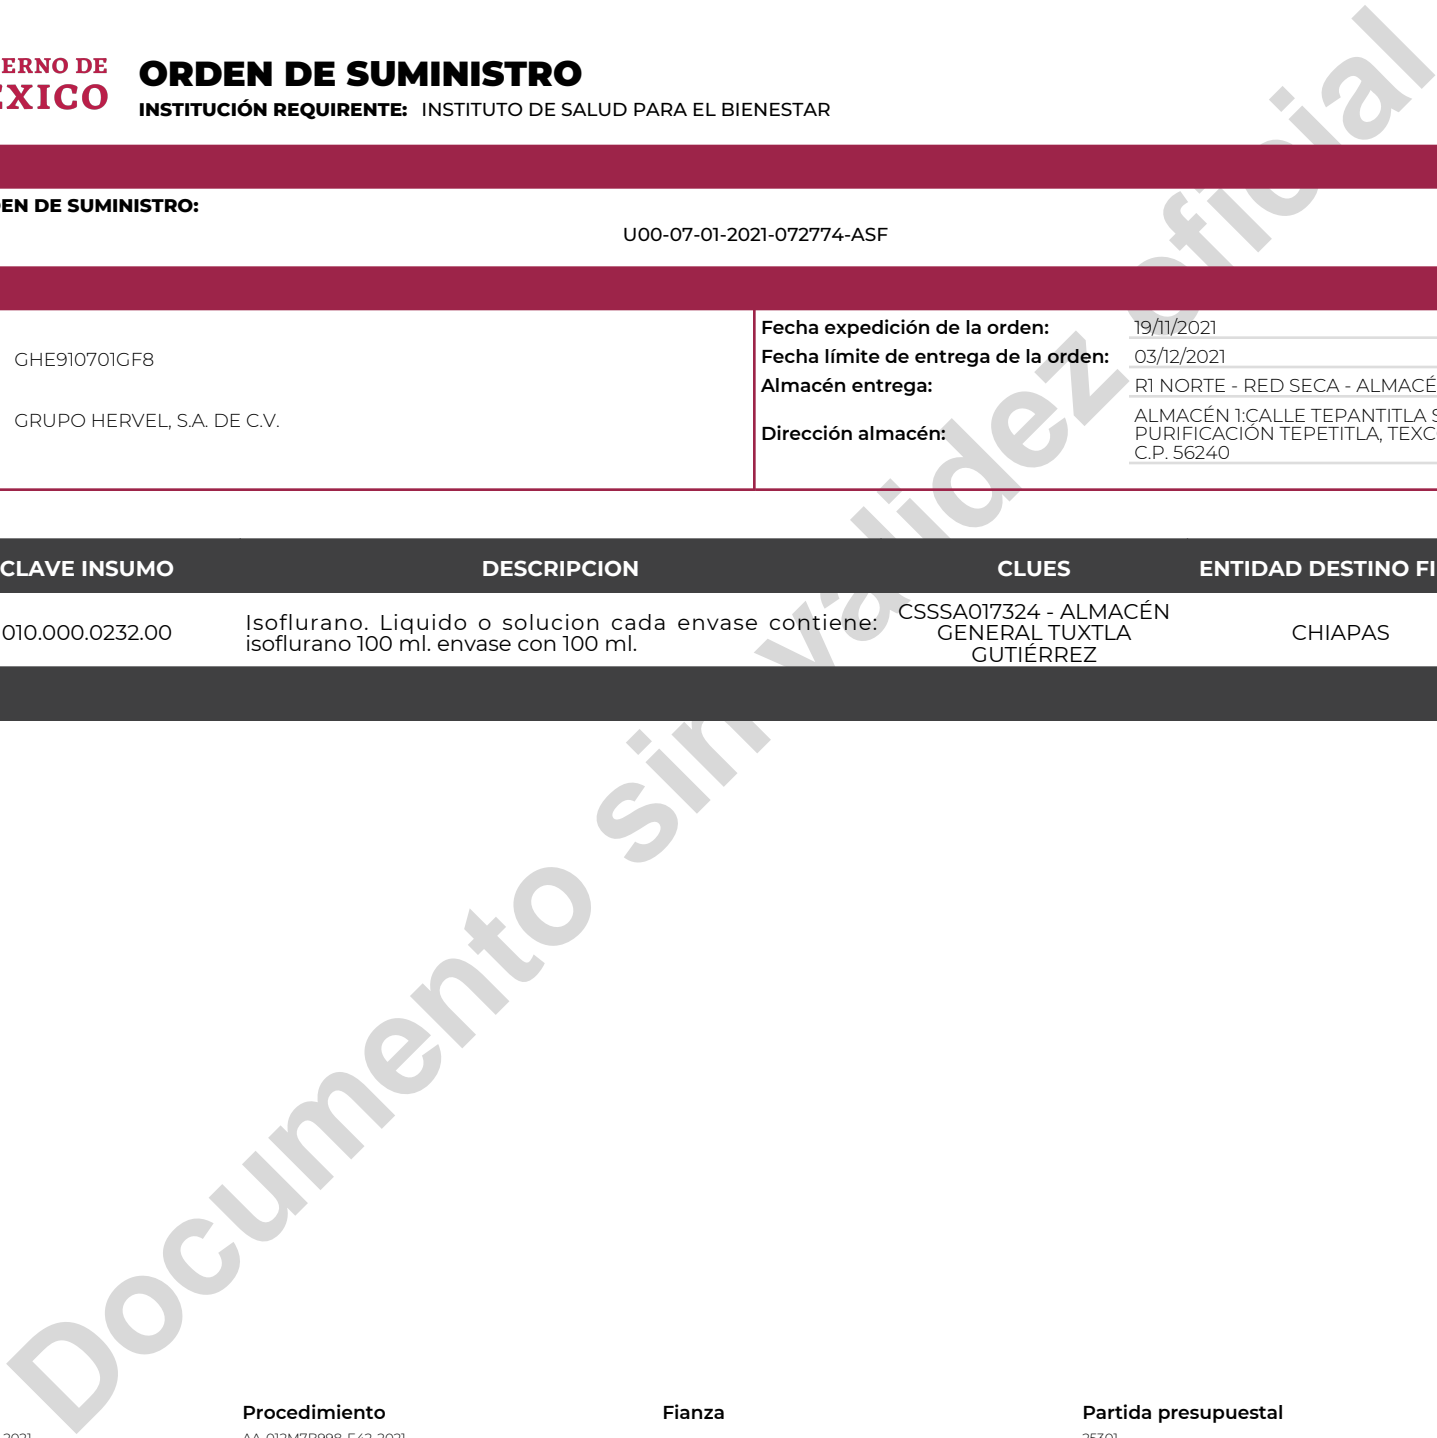 ERNO DE
EXICO
ORDEN DE SUMINISTRO
INSTITUCIÓN REQUIRENTE: INSTITUTO DE SALUD PARA EL BIENESTAR
EN DE SUMINISTRO:
U00-07-01-2021-072774-ASF
GHE910701GF8
GRUPO HERVEL, S.A. DE C.V.
Fecha expedición de la orden: 19/11/2021
Fecha límite de entrega de la orden: 03/12/2021
Almacén entrega: R1 NORTE - RED SECA - ALMACÉ
Dirección almacén: ALMACÉN 1:CALLE TEPANTITLA S
PURIFICACIÓN TEPETITLA, TEXC
C.P. 56240
CLAVE INSUMO DESCRIPCION CLUES ENTIDAD DESTINO FI
010.000.0232.00
Isoflurano. Liquido o solucion cada envase contiene:
isoflurano 100 ml. envase con 100 ml.
CSSSA017324 - ALMACÉN
GENERAL TUXTLA
GUTIÉRREZ
CHIAPAS
Documento sin validez oficial
Procedimiento Fianza Partida presupuestal